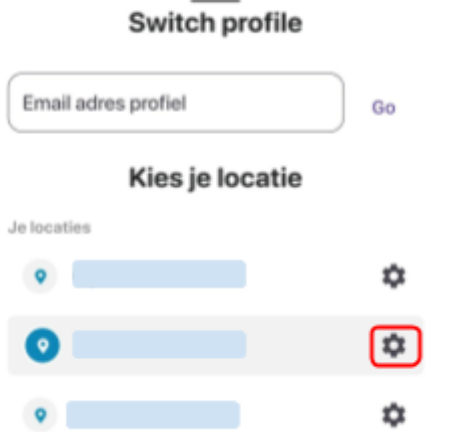 Switch profile
Email adres profiel
Go
Kies je locatie
Je locaties